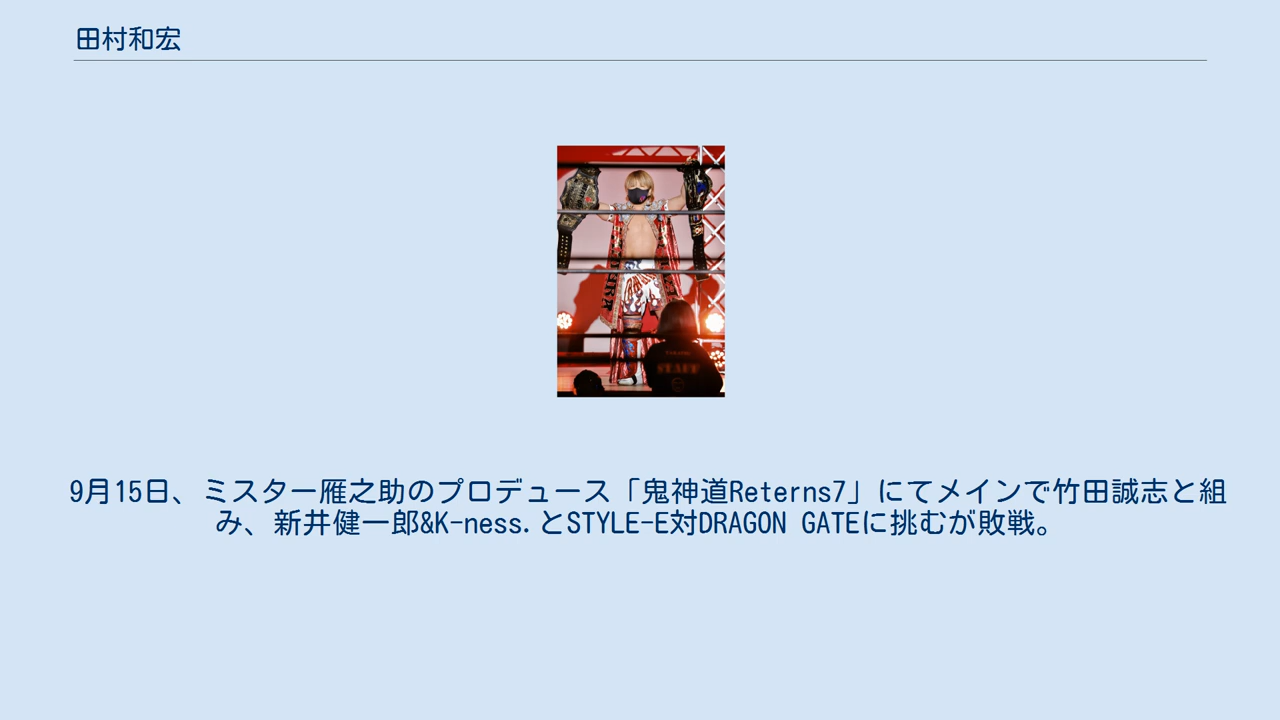 田村和宏
9月15日、ミスター雁之助のプロデュース「鬼神道Reterns7」にてメインで竹田誠志と組
み、新井健一郎&K-ness.とSTYLE-E対DRAGON GATEに挑むが敗戦。
STAFF